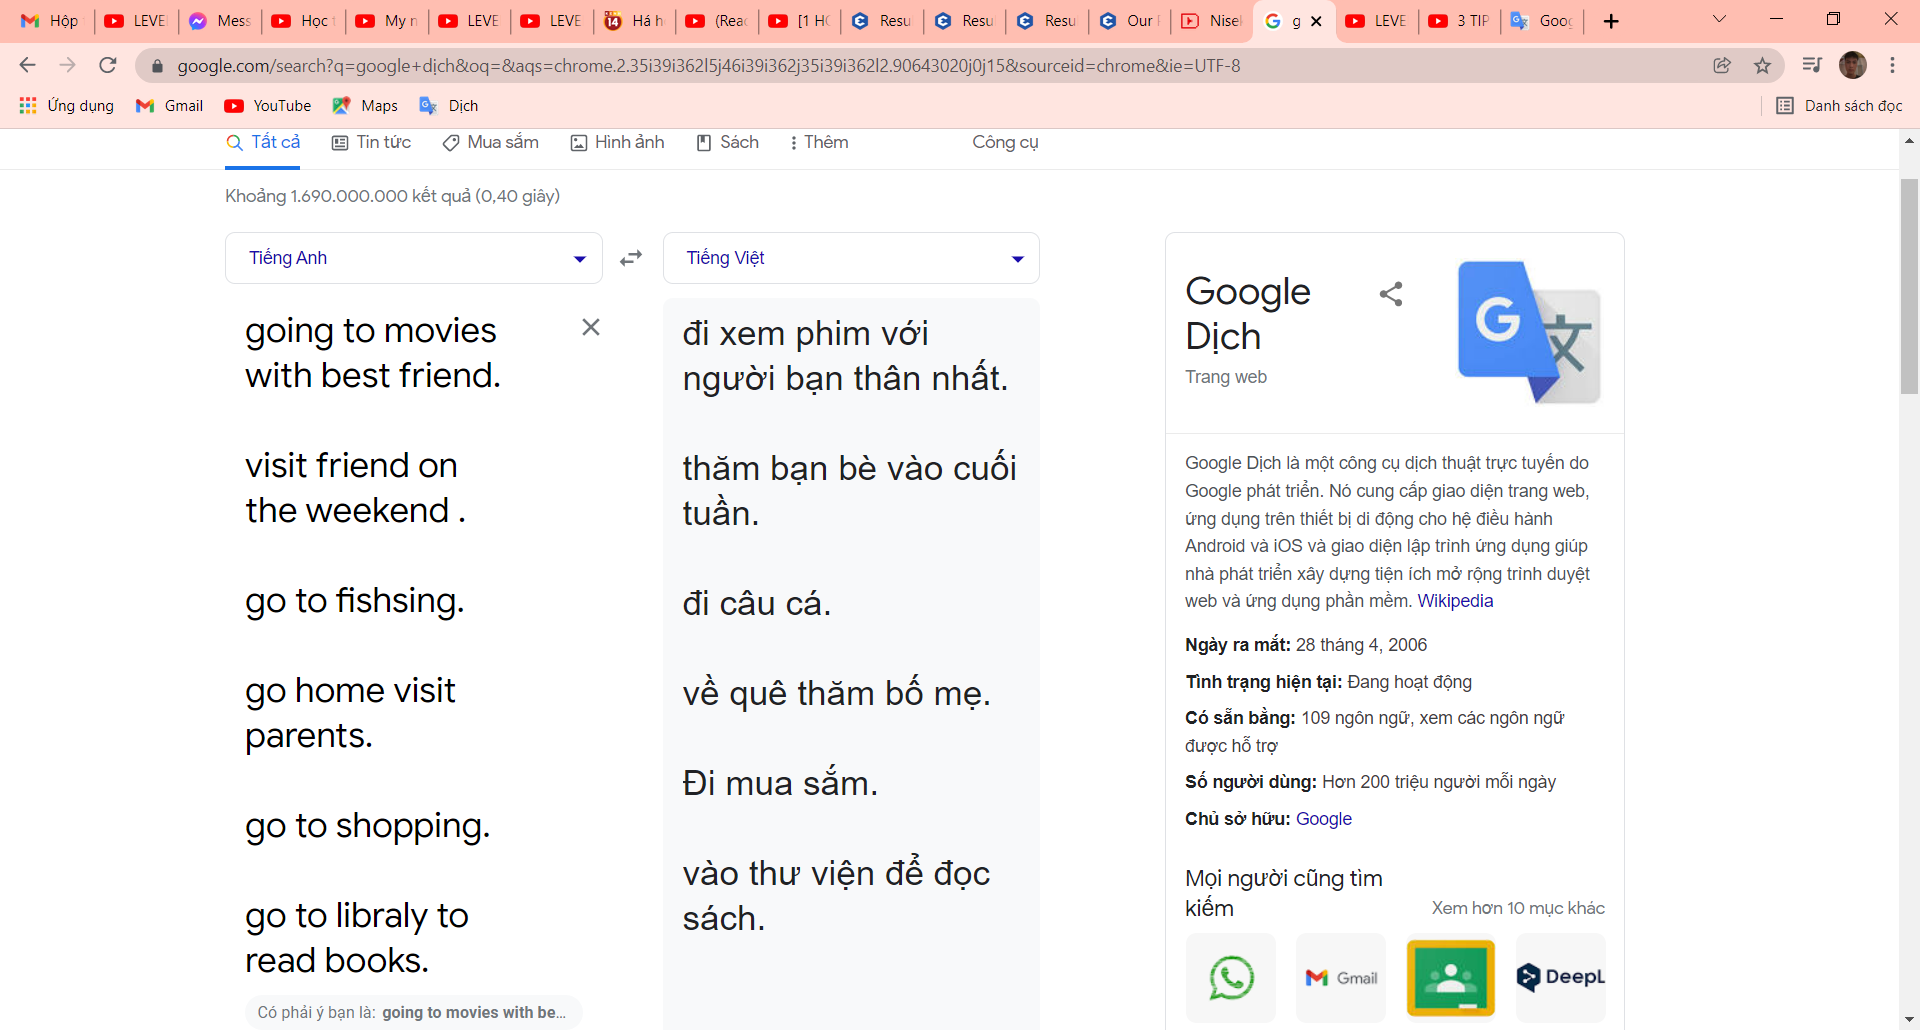 Hộp
LEVE
Mess
Học t
My n
LEVE
LEVE
Há h
(Read
[1 HO
Resu
Resu
Resu
Our
Nisek
g
LEVE
3 TIP
Goog
google.com/search?q=google+dịch&oq=&aqs=chrome.2.35i39i362l5j46i39i362j35i39i362l2.90643020j0j15&sourceid=chrome&ie=UTF-8
Ứng dụng
Gmail
YouTube
Maps
Dịch
Danh sách đọc
Tất cả
Tin tức
Mua sắm
Hình ảnh
Sách
Thêm
Công cụ
Khoảng 1.690.000.000 kết quả (0,40 giây)
Tiếng Anh
Tiếng Việt
going to movies
with best friend.
visit friend on
the weekend .
go to fishsing.
go home visit
parents.
go to shopping.
go to libraly to
read books.
Có phải ý bạn là: going to movies with be...
đi xem phim với
người bạn thân nhất.
thăm bạn bè vào cuối
tuần.
đi câu cá.
về quê thăm bố mẹ.
Đi mua sắm.
vào thư viện để đọc
sách.
Google
Dịch
Trang web
G
文
Google Dịch là một công cụ dịch thuật trực tuyến do
Google phát triển. Nó cung cấp giao diện trang web,
ứng dụng trên thiết bị di động cho hệ điều hành
Android và iOS và giao diện lập trình ứng dụng giúp
nhà phát triển xây dựng tiện ích mở rộng trình duyệt
web và ứng dụng phần mềm. Wikipedia
Ngày ra mắt: 28 tháng 4, 2006
Tình trạng hiện tại: Đang hoạt động
Có sẵn bằng: 109 ngôn ngữ, xem các ngôn ngữ
được hỗ trợ
Số người dùng: Hơn 200 triệu người mỗi ngày
Chủ sở hữu: Google
Mọi người cũng tìm
kiếm
Xem hơn 10 mục khác
Gmail
DeepL